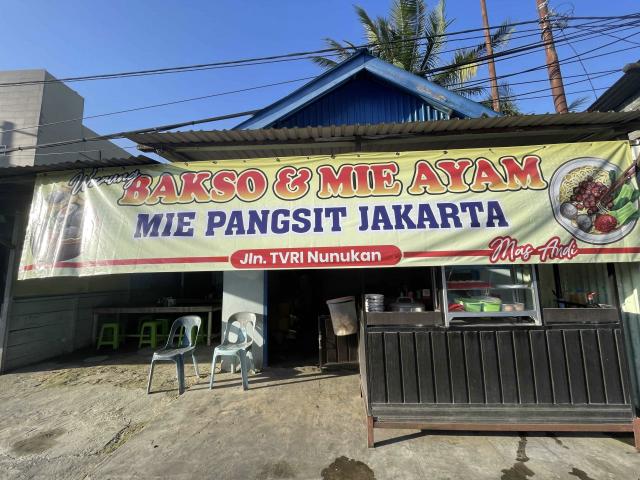 Warung BAKSO & MIE AYAM
MIE PANGSIT JAKARTA
Jln. TVRI Nunukan
Mas Andi